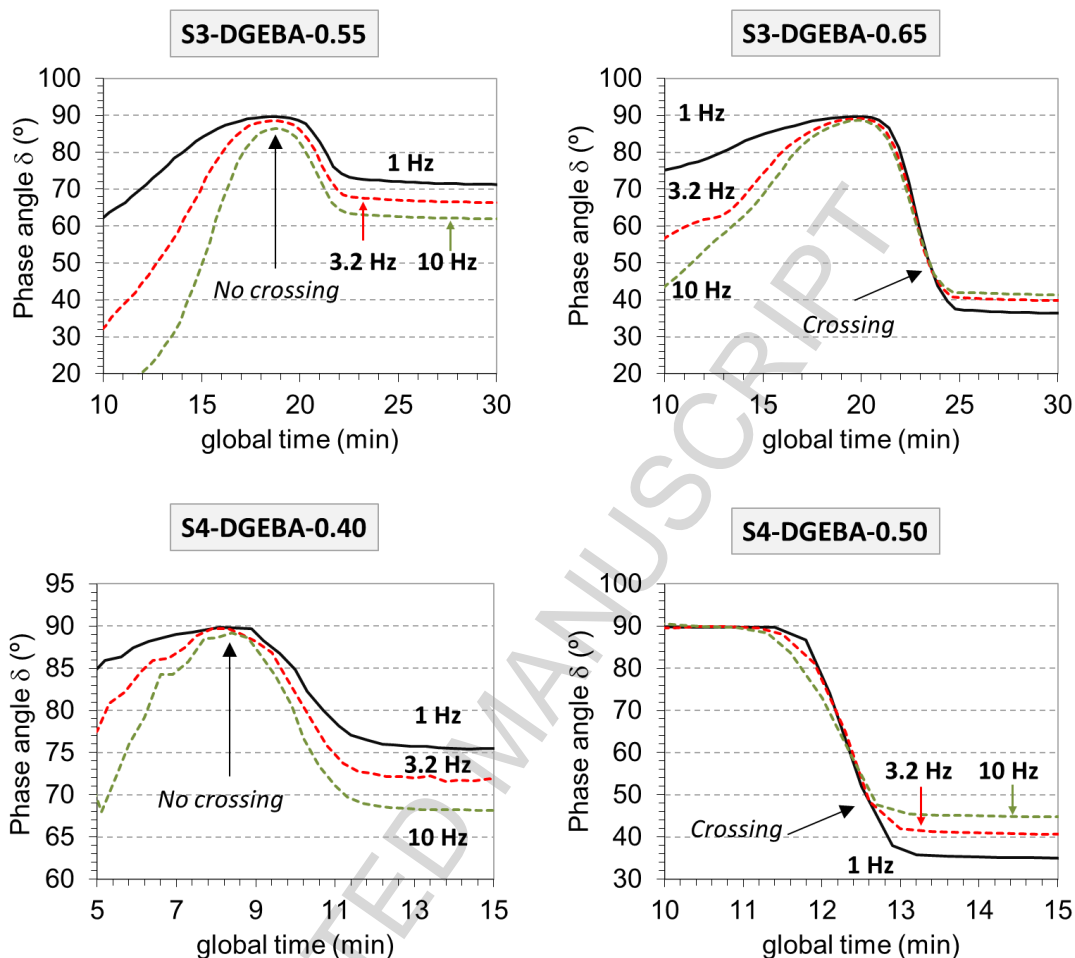 S3-DGEBA-0.55
100
90
80
70
60
50
40
30
20
Phase angle δ (º)
1 Hz
3.2 Hz
10 Hz
No crossing
10
15
20
25
30
global time (min)
S3-DGEBA-0.65
100
90
80
70
60
50
40
30
20
Phase angle δ (º)
1 Hz
3.2 Hz
10 Hz
Crossing
10
15
20
25
30
global time (min)
S4-DGEBA-0.40
95
90
85
80
75
70
65
60
Phase angle δ (º)
1 Hz
3.2 Hz
10 Hz
No crossing
5
7
9
11
13
15
global time (min)
S4-DGEBA-0.50
100
90
80
70
60
50
40
30
Phase angle δ (º)
3.2 Hz
10 Hz
Crossing
1 Hz
10
11
12
13
14
15
global time (min)
TED MANUSCRIPT